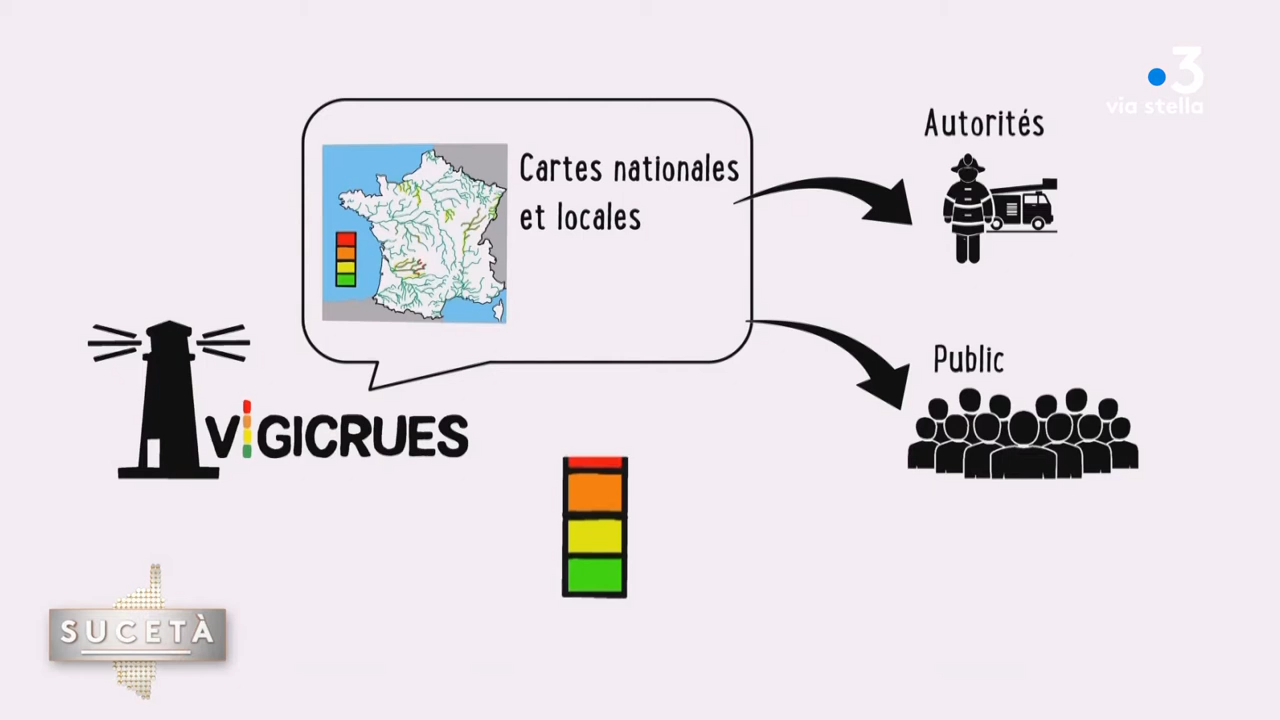 3
via stella
Autorités
Cartes nationales
et locales
Public
VIGICRUES
SUCETÀ